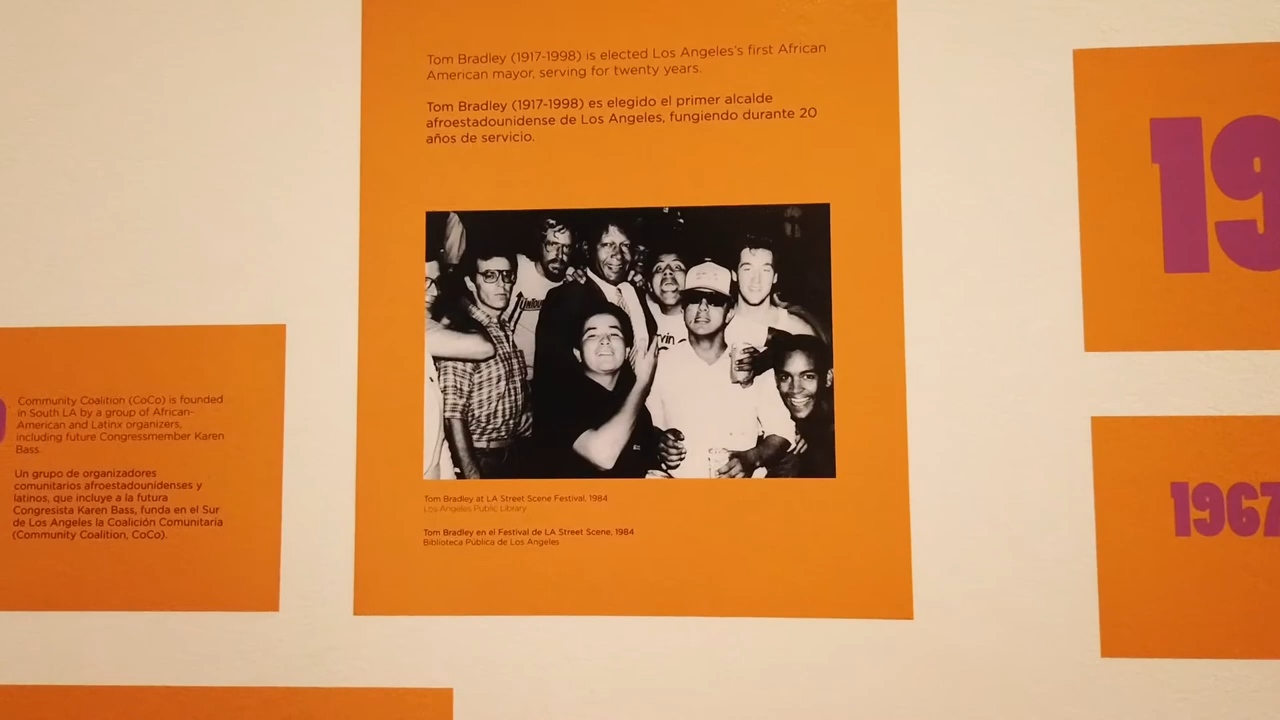 Tom Bradley (1917-1998) is elected Los Angeles's first African
American mayor, serving for twenty years.
Tom Bradley (1917-1998) es elegido el primer alcalde
afroestadounidense de Los Angeles, fungiendo durante 20
años de servicio.
Tom Bradley at LA Street Scene Festival, 1984
Los Angeles Public Library
Tom Bradley en el Festival de LA Street Scene, 1984
Biblioteca Pública de Los Angeles
Community Coalition (CoCo) is founded
in South LA by a group of African-
American and Latinx organizers,
including future Congressmember Karen
Bass.
Un grupo de organizadores
comunitarios afroestadounidenses y
latinos, que incluye a la futura
Congresista Karen Bass, funda en el Sur
de Los Angeles la Coalición Comunitaria
(Community Coalition, CoCo).
19
1967